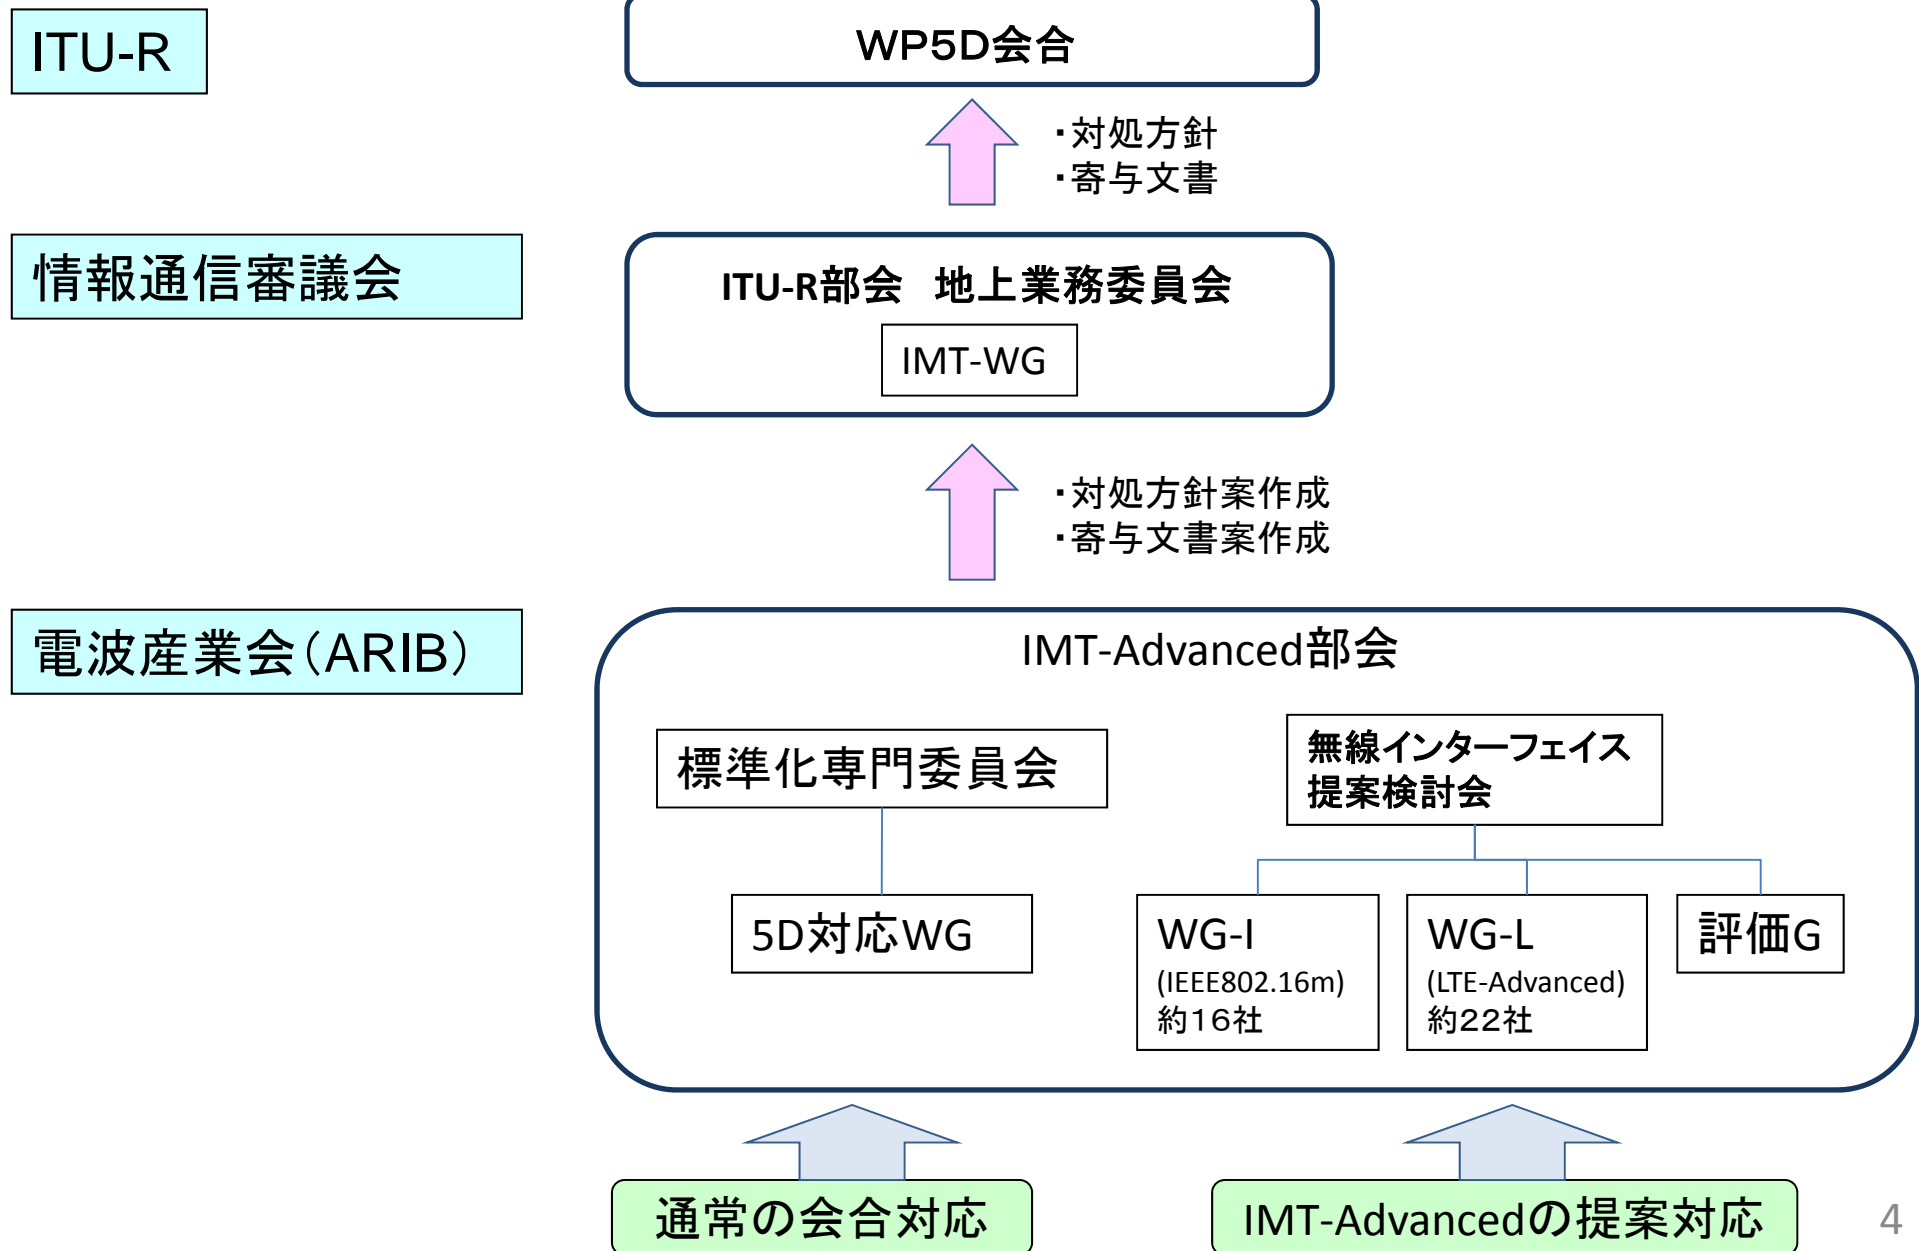 ITU-R
WP5D会合
・対処方針
・寄与文書
情報通信審議会
ITU-R部会　地上業務委員会
IMT-WG
・対処方針案作成
・寄与文書案作成
電波産業会（ARIB）
IMT-Advanced部会
標準化専門委員会
無線インターフェイス
提案検討会
5D対応WG
WG-I
(IEEE802.16m)
約16社
WG-L
(LTE-Advanced)
約22社
評価G
通常の会合対応
IMT-Advancedの提案対応
4